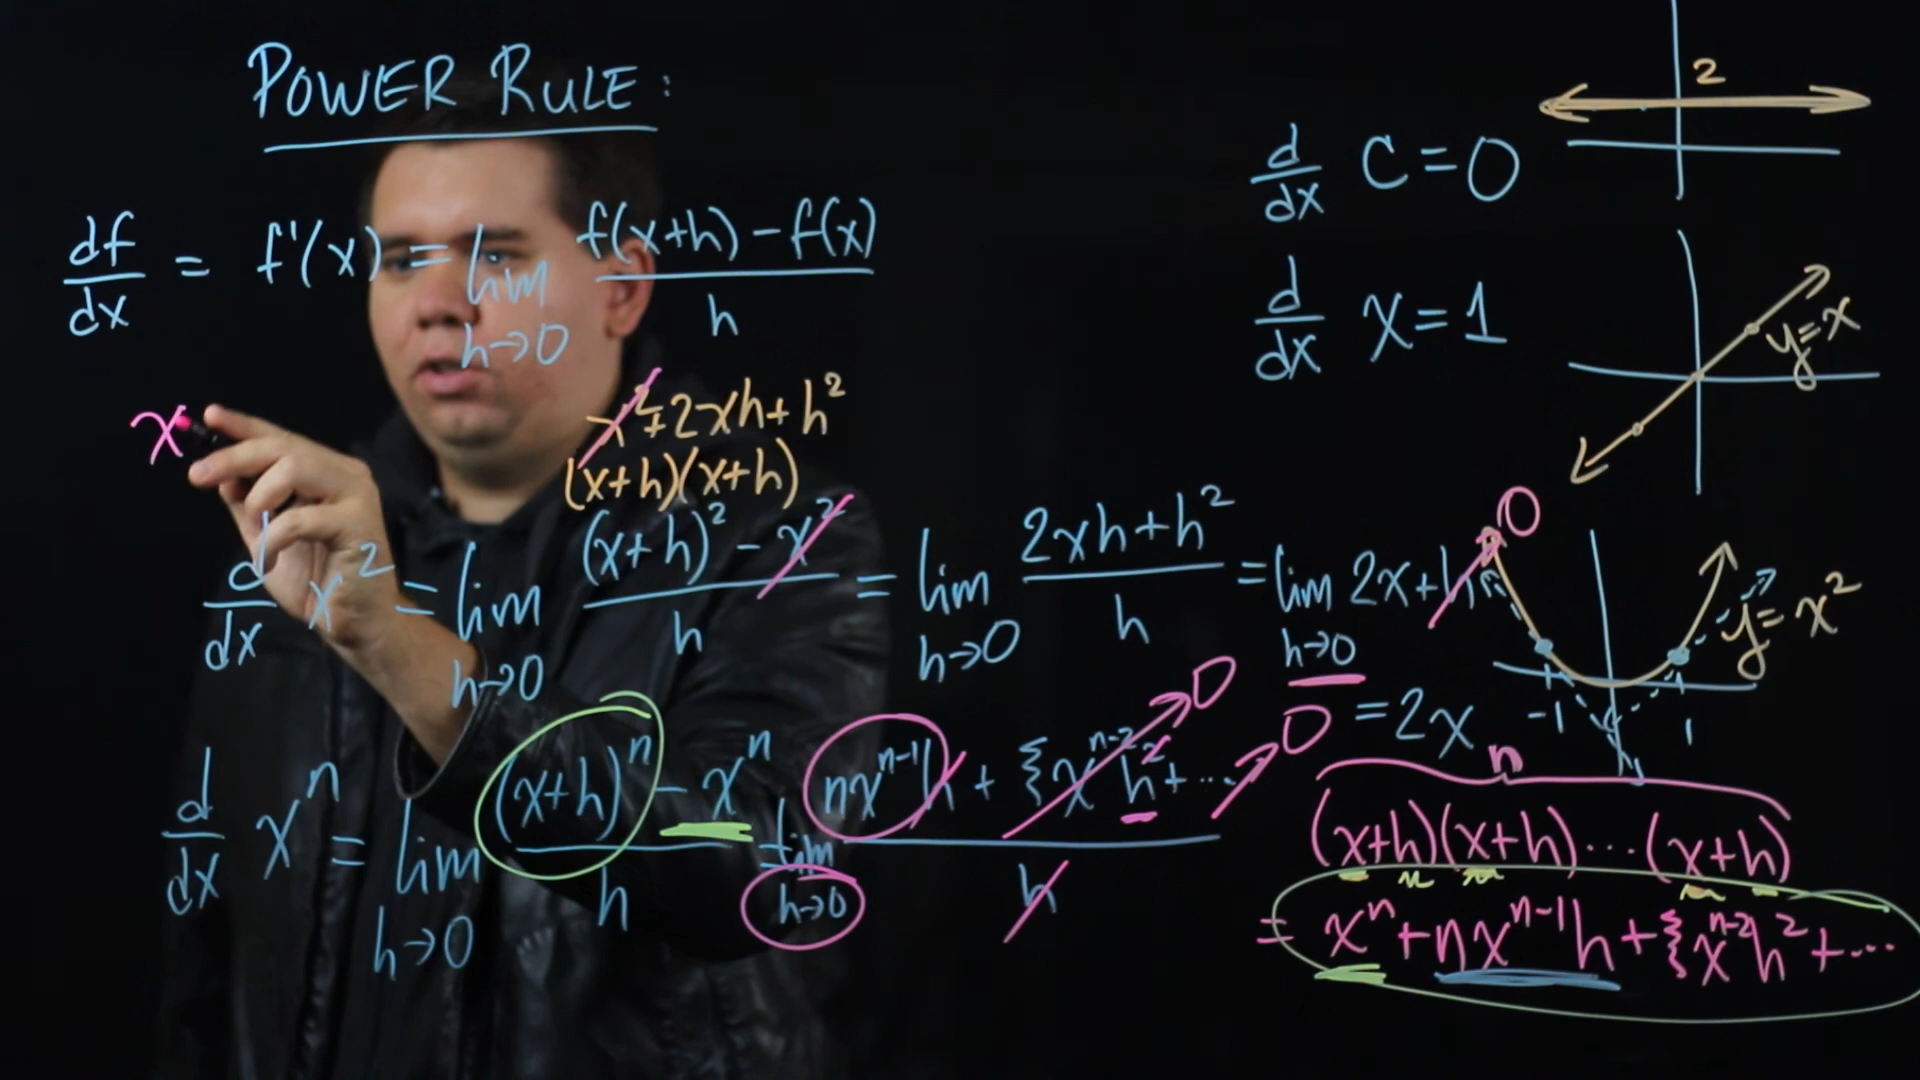 POWER RULE:
df/dx = f'(x) = lim h→0 (f(x+h) - f(x))/h
x
x² + 2xh + h²
(x+h)(x+h)
d/dx x² = lim h→0 ((x+h)² - x²)/h = lim h→0 (2xh + h²)/h = lim h→0 2x + h
0
= 2x
d/dx xⁿ = lim h→0 ((x+h)ⁿ - xⁿ)/h
lim h→0 (nxⁿ⁻¹h + { xⁿ⁻²h² + ...)/h
0
0
2
d/dx C = 0
d/dx x = 1
y=x
y=x²
-1 1
n
(x+h)(x+h)...(x+h)
= xⁿ + nxⁿ⁻¹h + { xⁿ⁻²h² + ...